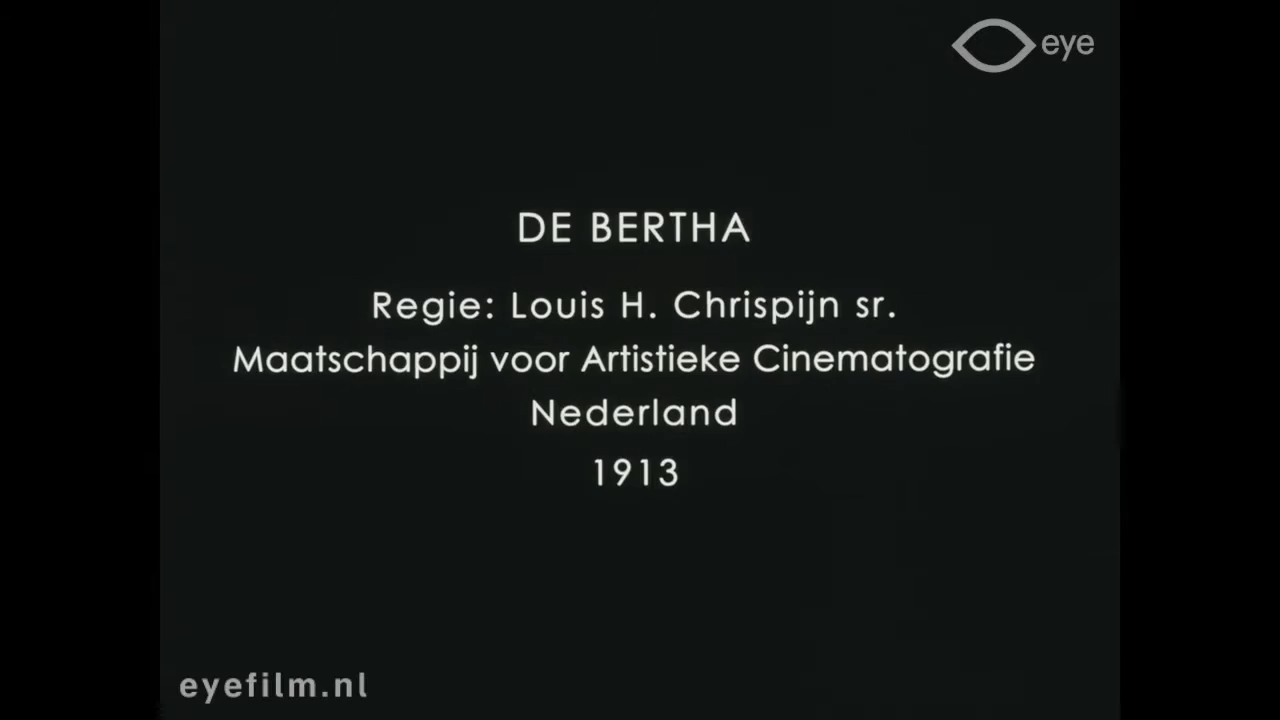 eye
DE BERTHA
Regie: Louis H. Chrispijn sr.
Maatschappij voor Artistieke Cinematografie
Nederland
1913
eyefilm.nl